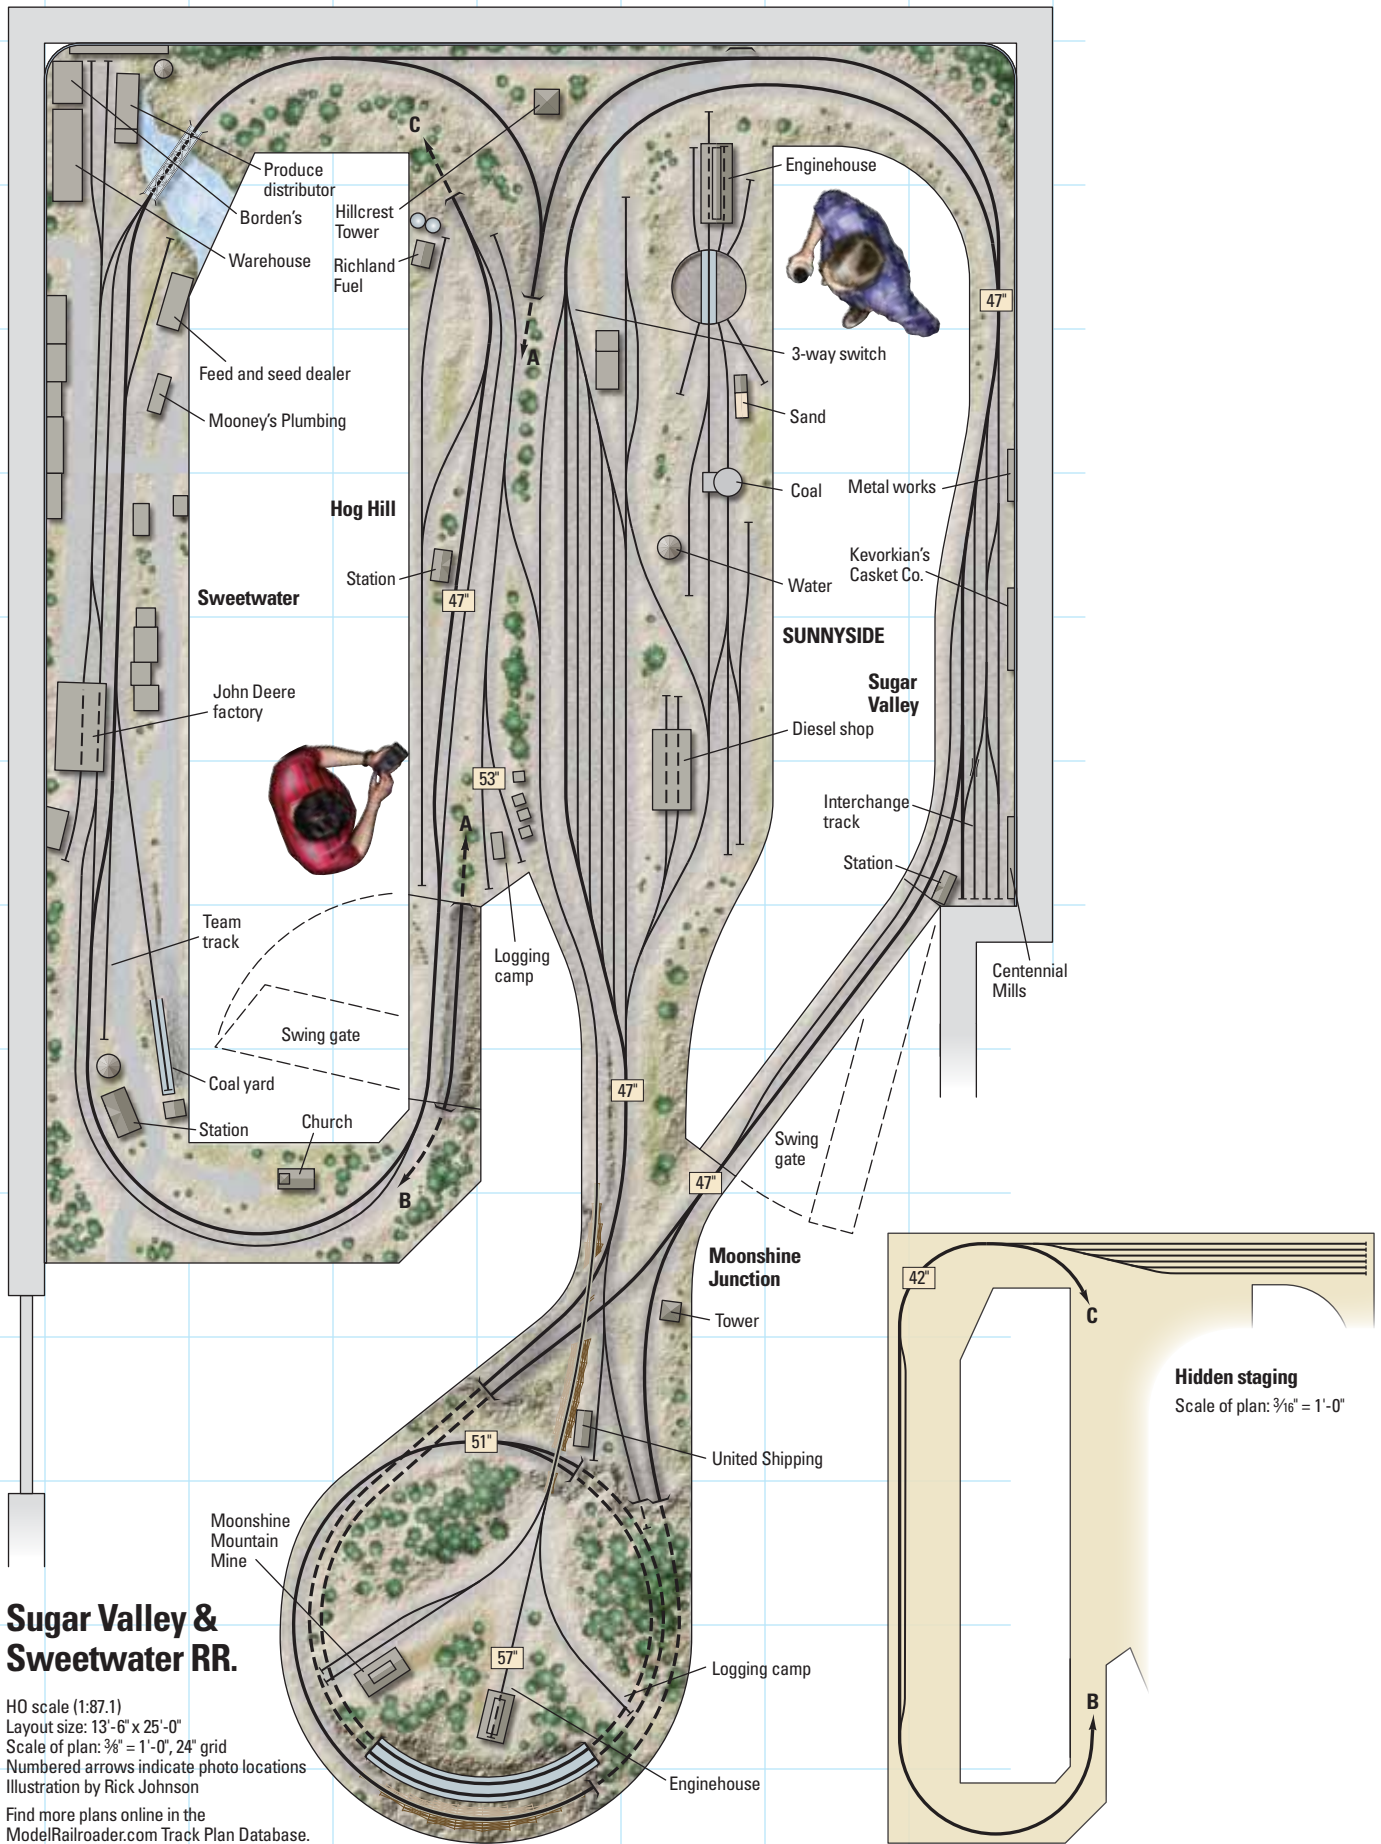 C
Produce
distributor
Borden's
Warehouse
Hillcrest
Tower
Richland
Fuel
Enginehouse
47"
A
3-way switch
Feed and seed dealer
Mooney's Plumbing
Sand
Coal
Metal works
Hog Hill
Station
Water
Kevorkian's
Casket Co.
Sweetwater
47"
SUNNYSIDE
Sugar
Valley
John Deere
factory
Diesel shop
53"
A
Interchange
track
Station
Team
track
Logging
camp
Centennial
Mills
Swing gate
Coal yard
47"
Station
Church
Swing
gate
47"
B
Moonshine
Junction
Tower
42"
C
Hidden staging
Scale of plan: 3/16" = 1'-0"
51"
United Shipping
Moonshine
Mountain
Mine
57"
Logging camp
B
Enginehouse
Sugar Valley &
Sweetwater RR.
HO scale (1:87.1)
Layout size: 13'-6" x 25'-0"
Scale of plan: 3/8" = 1'-0", 24" grid
Numbered arrows indicate photo locations
Illustration by Rick Johnson
Find more plans online in the
ModelRailroader.com Track Plan Database.